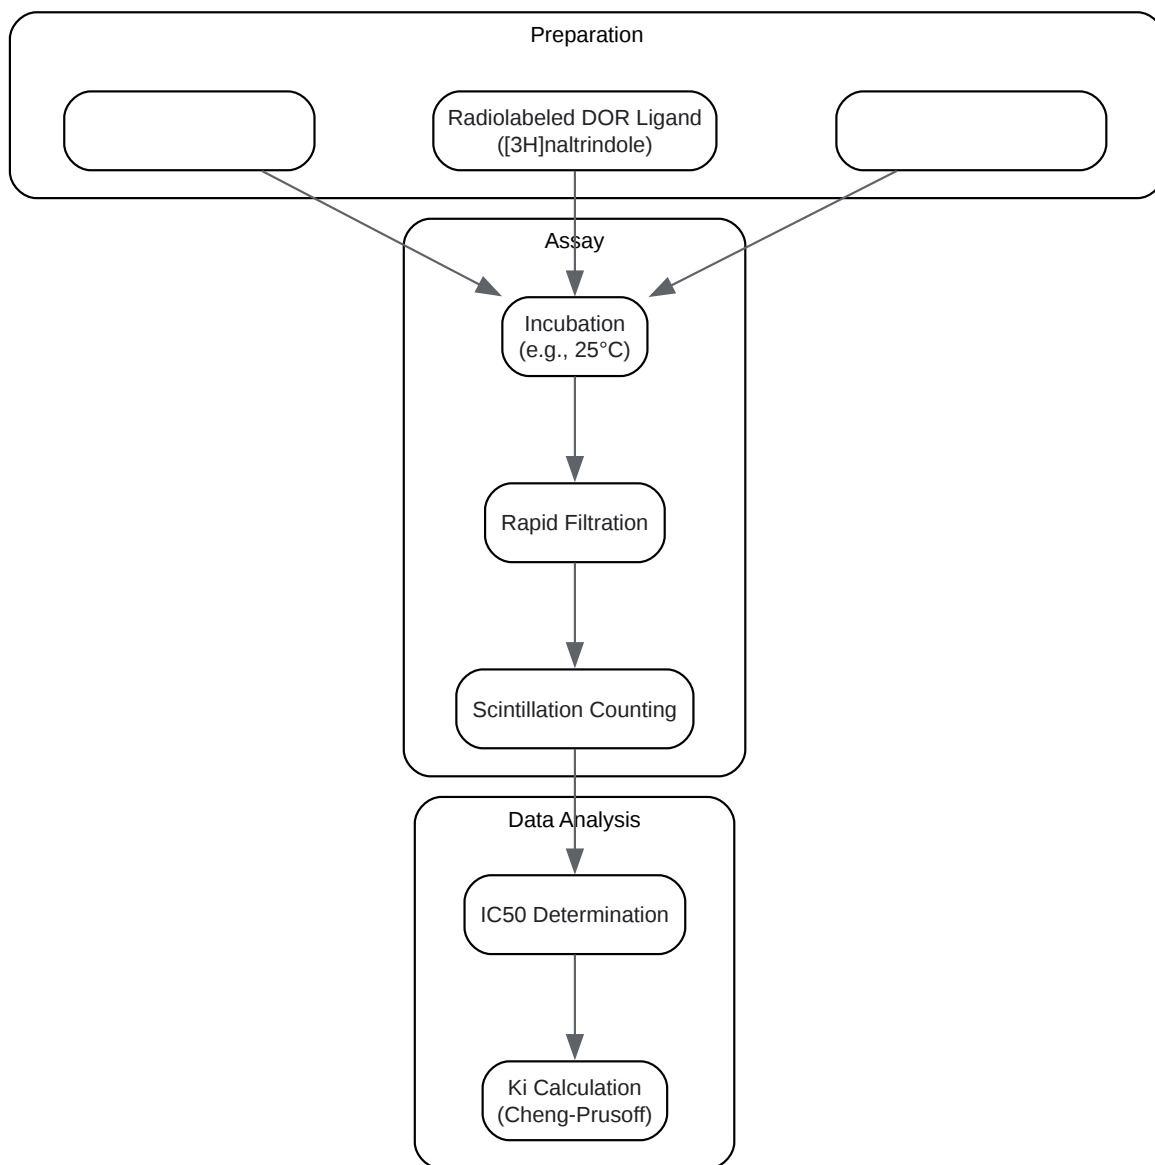 Preparation
Radiolabeled DOR Ligand
([3H]naltrindole)
Assay
Incubation
(e.g., 25°C)
Rapid Filtration
Scintillation Counting
Data Analysis
IC50 Determination
Ki Calculation
(Cheng-Prusoff)